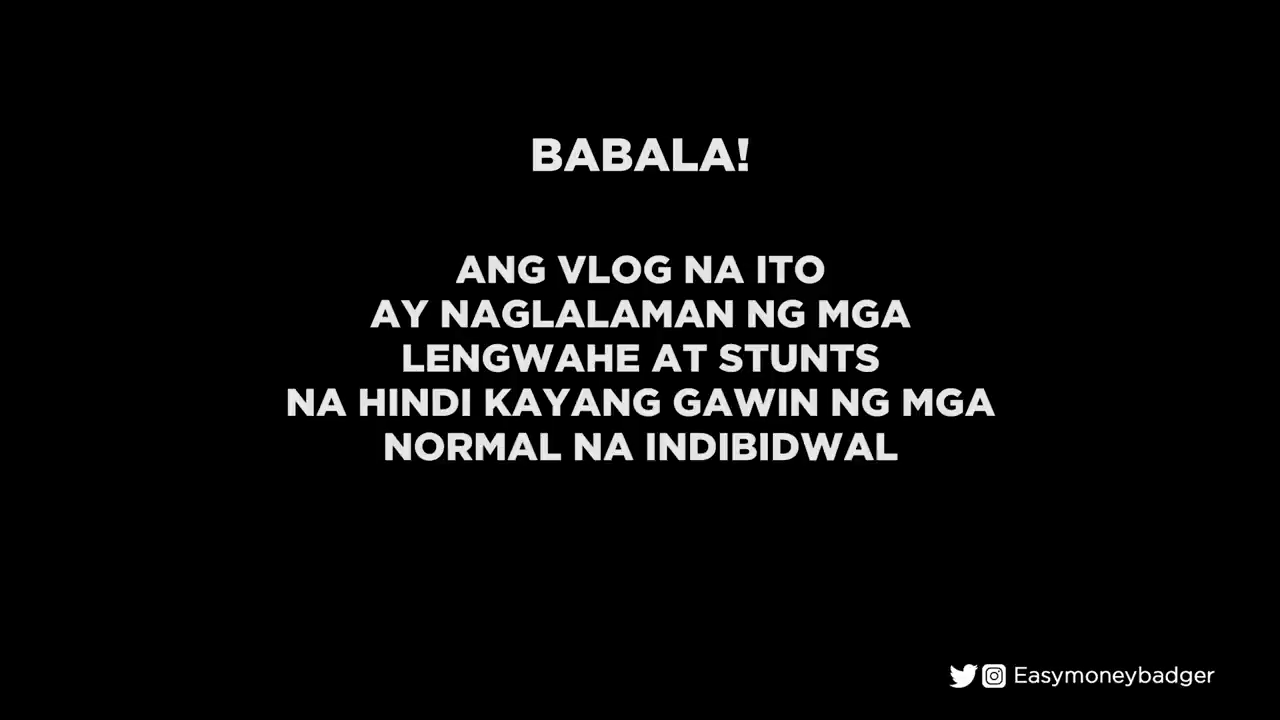 BABALA!
ANG VLOG NA ITO
AY NAGLALAMAN NG MGA
LENGWAHE AT STUNTS
NA HINDI KAYANG GAWIN NG MGA
NORMAL NA INDIBIDWAL
Easymoneybadger